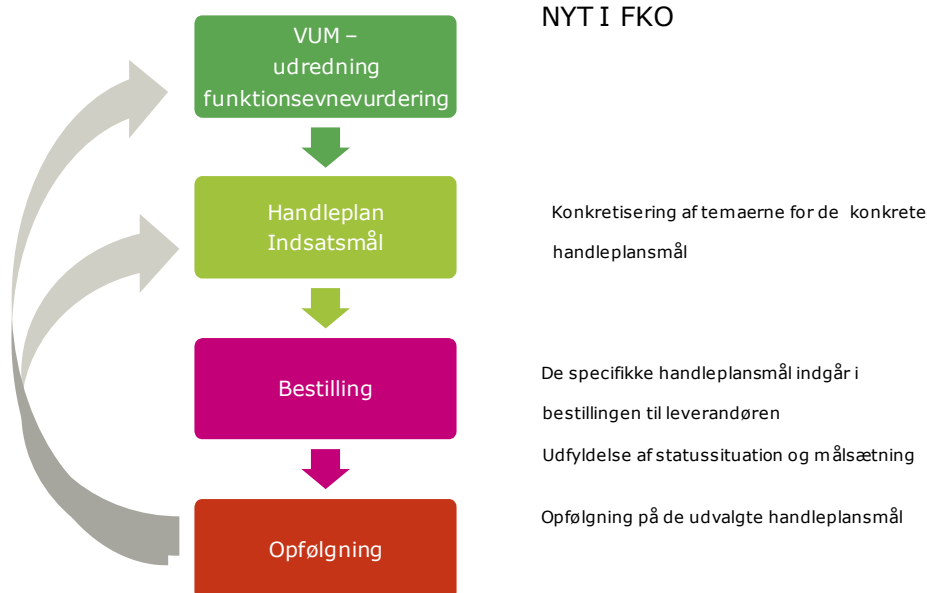 NYT I FKO
VUM –
udredning
funktionsevnevurdering
Handleplan
Indsatsmål
Konkretisering af temaerne for de konkrete
handleplansmål
Bestilling
De specifikke handleplansmål indgår i
bestillingen til leverandøren
Udfyldelse af statussituation og målsætning
Opfølgning
Opfølgning på de udvalgte handleplansmål